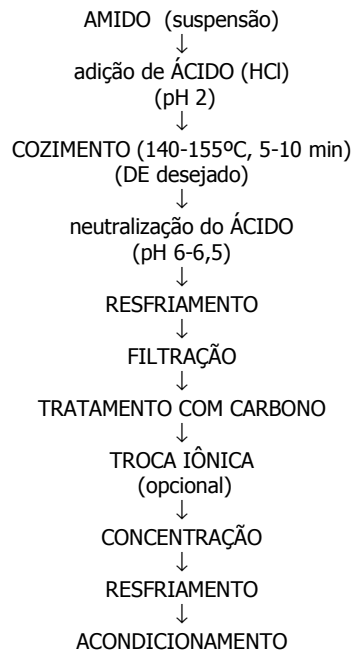 AMIDO (suspensão)
↓
adição de ÁCIDO (HCl)
(pH 2)
↓
COZIMENTO (140-155ºC, 5-10 min)
(DE desejado)
↓
neutralização do ÁCIDO
(pH 6-6,5)
↓
RESFRIAMENTO
↓
FILTRAÇÃO
↓
TRATAMENTO COM CARBONO
↓
TROCA IÔNICA
(opcional)
↓
CONCENTRAÇÃO
↓
RESFRIAMENTO
↓
ACONDICIONAMENTO